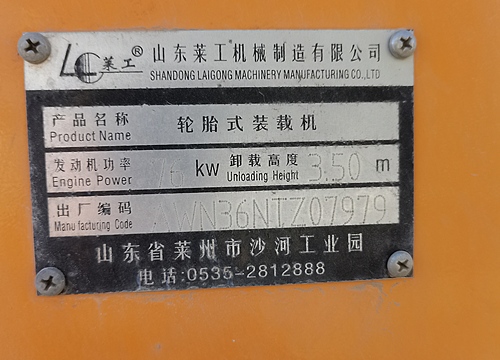 莱工® 山东莱工机械制造有限公司
SHANDONG LAIGONG MACHINERY MANUFACTURING CO.,LTD
产品名称 轮胎式装载机
Product Name
发动机功率 kw 卸载高度 3.50 m
Engine Power Unloading Height
出厂编码 WN36NTZ07979
Manufacturing Code
山东省莱州市沙河工业园
电话:0535-2812888